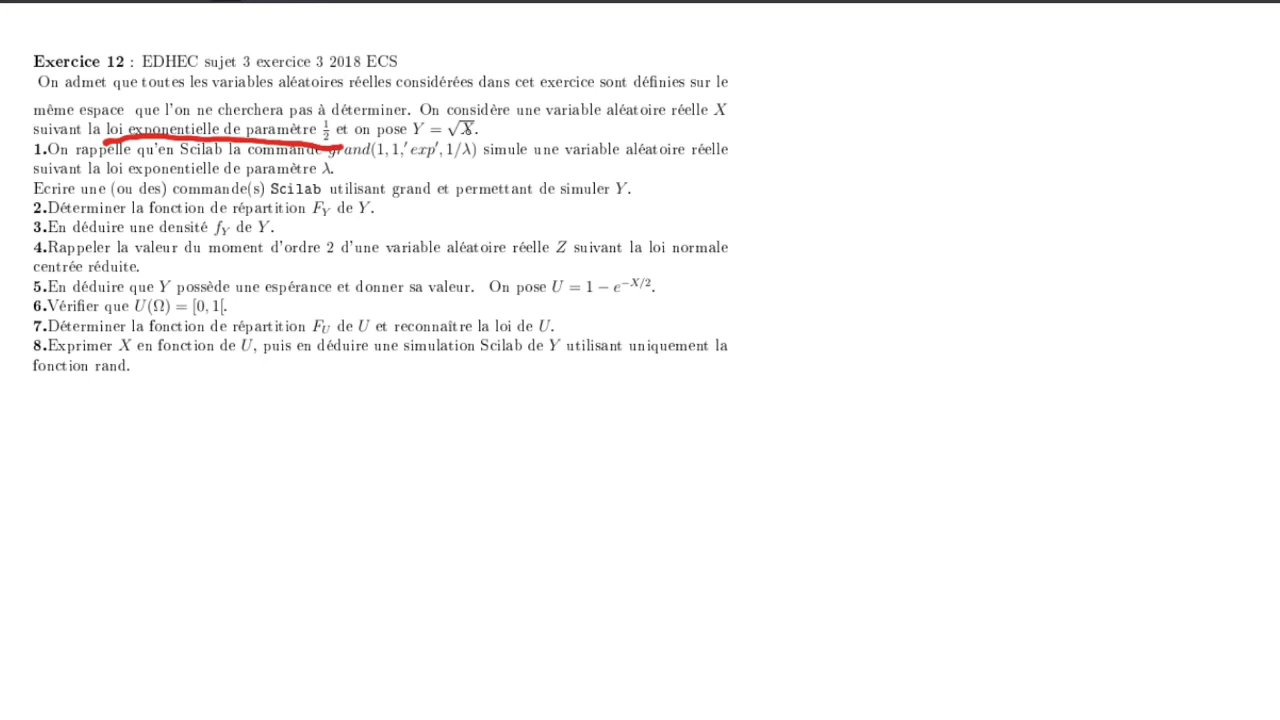 Exercice 12 : EDHEC sujet 3 exercice 3 2018 ECS
On admet que toutes les variables aléatoires réelles considérées dans cet exercice sont définies sur le
même espace que l'on ne cherchera pas à déterminer. On considère une variable aléatoire réelle X
suivant la loi exponentielle de paramètre 1/2 et on pose Y = √X.
1.On rappelle qu'en Scilab la commande grand(1,1,'exp',1/λ) simule une variable aléatoire réelle
suivant la loi exponentielle de paramètre λ.
Ecrire une (ou des) commande(s) Scilab utilisant grand et permettant de simuler Y.
2.Déterminer la fonction de répartition F_Y de Y.
3.En déduire une densité f_Y de Y.
4.Rappeler la valeur du moment d'ordre 2 d'une variable aléatoire réelle Z suivant la loi normale
centrée réduite.
5.En déduire que Y possède une espérance et donner sa valeur. On pose U = 1 − e^{−X/2}.
6.Vérifier que U(Ω) = [0, 1[.
7.Déterminer la fonction de répartition F_U de U et reconnaître la loi de U.
8.Exprimer X en fonction de U, puis en déduire une simulation Scilab de Y utilisant uniquement la
fonction rand.